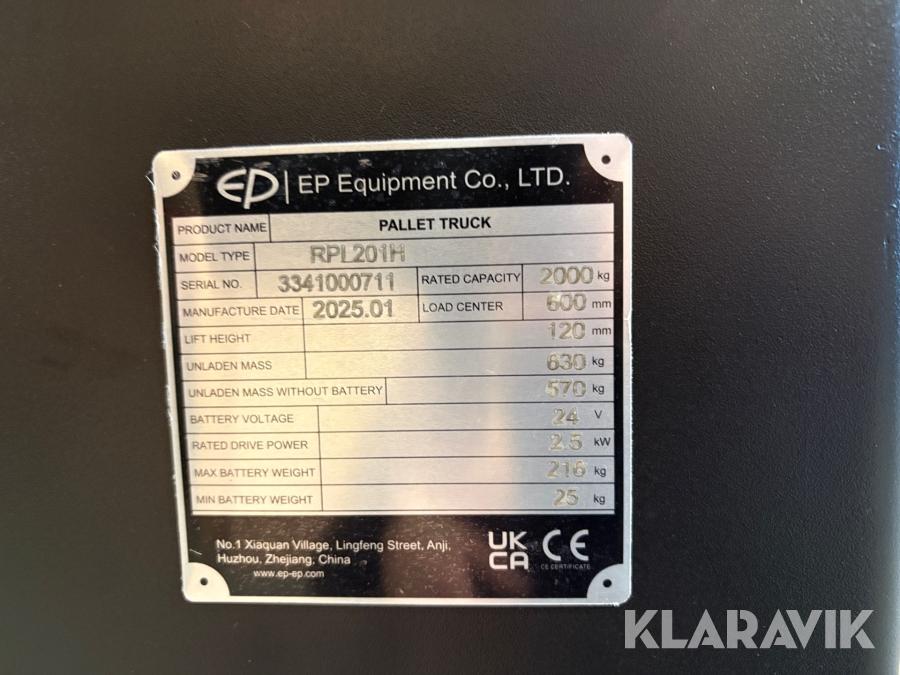 EP | EP Equipment Co., LTD.
PRODUCT NAME PALLET TRUCK
MODEL TYPE RPL201H
SERIAL NO. 3341000711 RATED CAPACITY 2000 kg
MANUFACTURE DATE 2025.01 LOAD CENTER 600 mm
LIFT HEIGHT 120 mm
UNLADEN MASS 630 kg
UNLADEN MASS WITHOUT BATTERY 570 kg
BATTERY VOLTAGE 24 V
RATED DRIVE POWER 2.5 kW
MAX BATTERY WEIGHT 216 kg
MIN BATTERY WEIGHT 25 kg
No.1 Xiaquan Village, Lingfeng Street, Anji,
Huzhou, Zhejiang, China
www.ep-ep.com
UK
CA
CE
CE CERTIFICATE
KLARAVIK